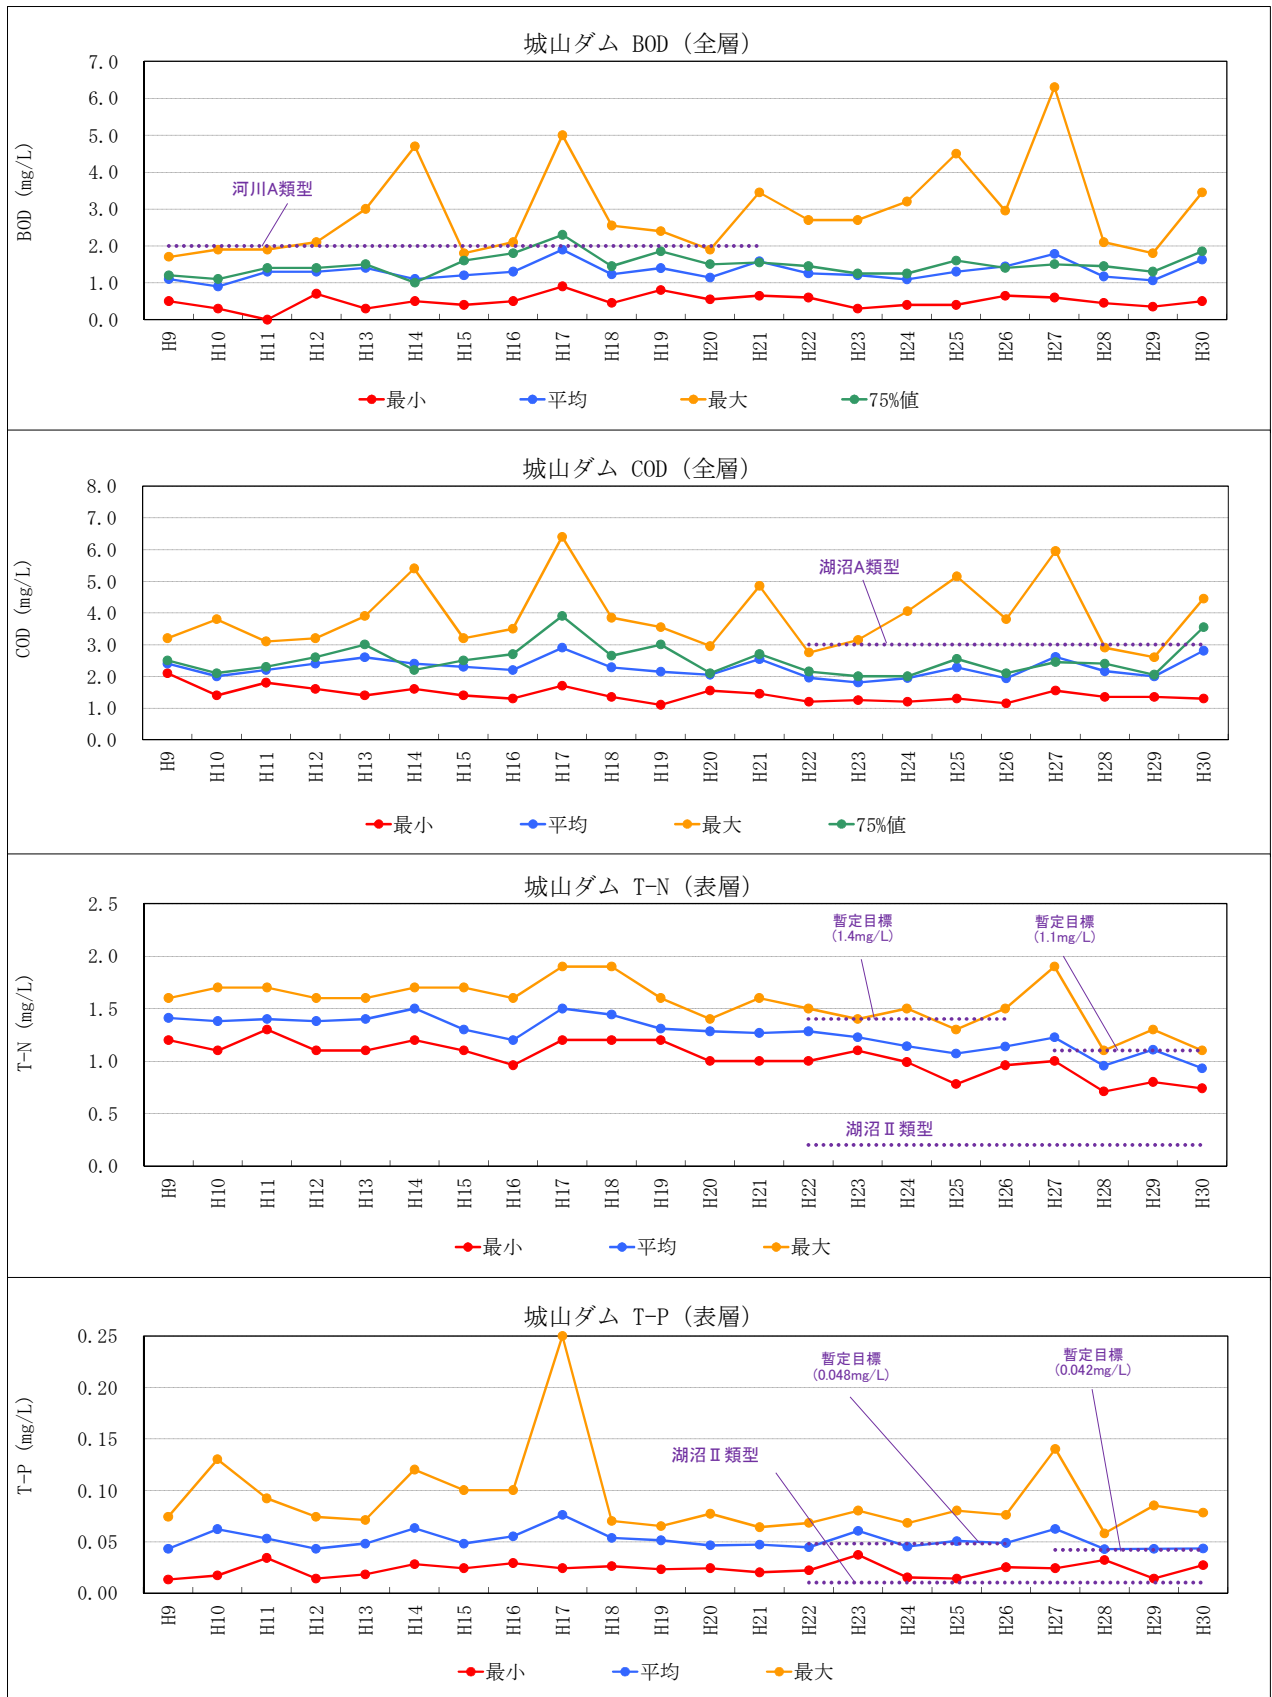 城山ダム BOD (全層)
BOD (mg/L)
7.0
6.0
5.0
4.0
3.0
2.0
1.0
0.0
河川A類型
H9 H10 H11 H12 H13 H14 H15 H16 H17 H18 H19 H20 H21 H22 H23 H24 H25 H26 H27 H28 H29 H30
最小 平均 最大 75%値
城山ダム COD (全層)
COD (mg/L)
8.0
7.0
6.0
5.0
4.0
3.0
2.0
1.0
0.0
湖沼A類型
H9 H10 H11 H12 H13 H14 H15 H16 H17 H18 H19 H20 H21 H22 H23 H24 H25 H26 H27 H28 H29 H30
最小 平均 最大 75%値
城山ダム T-N (表層)
T-N (mg/L)
2.5
2.0
1.5
1.0
0.5
0.0
暫定目標
(1.4mg/L)
暫定目標
(1.1mg/L)
湖沼Ⅱ類型
H9 H10 H11 H12 H13 H14 H15 H16 H17 H18 H19 H20 H21 H22 H23 H24 H25 H26 H27 H28 H29 H30
最小 平均 最大
城山ダム T-P (表層)
T-P (mg/L)
0.25
0.20
0.15
0.10
0.05
0.00
暫定目標
(0.048mg/L)
暫定目標
(0.042mg/L)
湖沼Ⅱ類型
H9 H10 H11 H12 H13 H14 H15 H16 H17 H18 H19 H20 H21 H22 H23 H24 H25 H26 H27 H28 H29 H30
最小 平均 最大